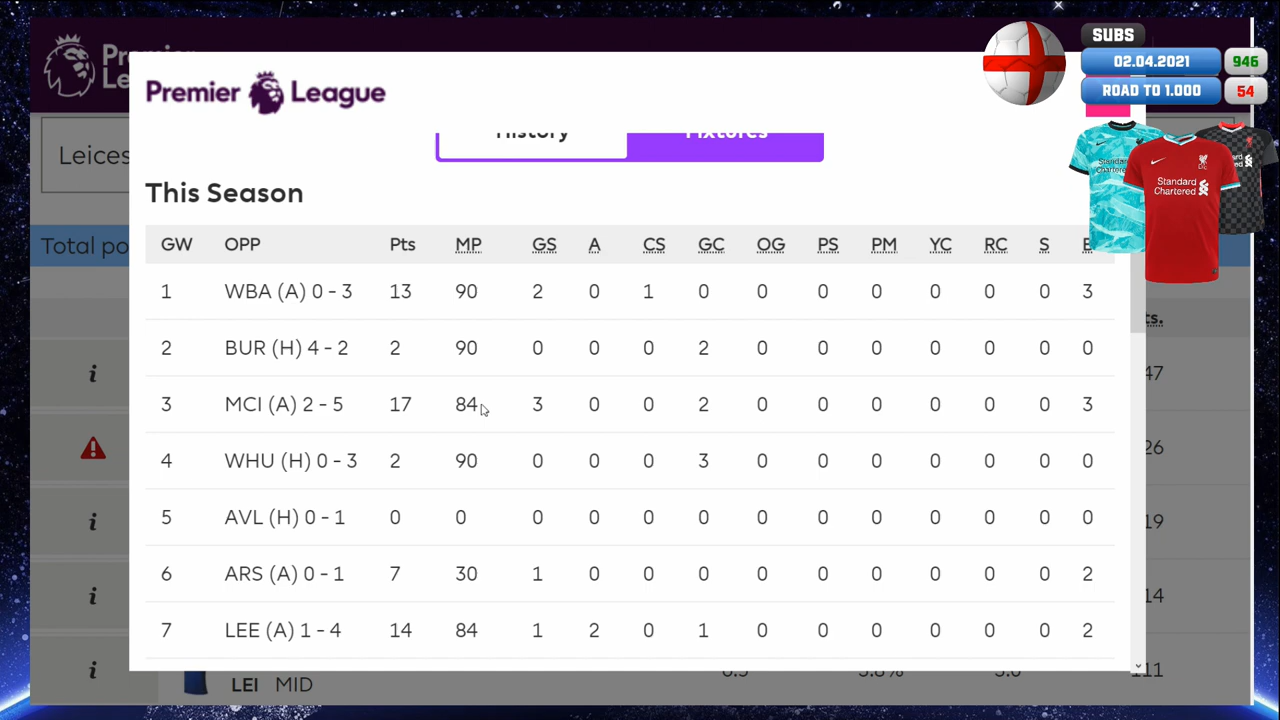 SUBS
02.04.2021 946
ROAD TO 1.000 54
Premier League
Leices
History Fixtures
Standard Chartered
This Season
Total po
GW OPP Pts MP GS A CS GC OG PS PM YC RC S
1 WBA (A) 0 - 3 13 90 2 0 1 0 0 0 0 0 0 0 3
ts.
2 BUR (H) 4 - 2 2 90 0 0 0 2 0 0 0 0 0 0 0
47
3 MCI (A) 2 - 5 17 84 3 0 0 2 0 0 0 0 0 0 3
26
4 WHU (H) 0 - 3 2 90 0 0 0 3 0 0 0 0 0 0 0
5 AVL (H) 0 - 1 0 0 0 0 0 0 0 0 0 0 0 0 0
19
6 ARS (A) 0 - 1 7 30 1 0 0 0 0 0 0 0 0 0 2
14
7 LEE (A) 1 - 4 14 84 1 2 0 1 0 0 0 0 0 0 2
LEI MID 111